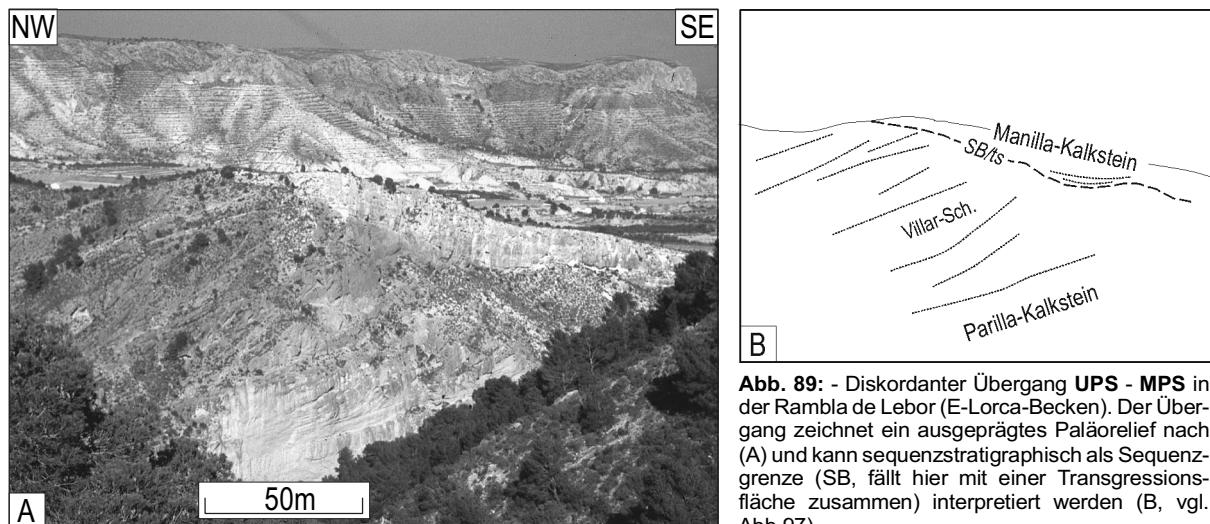 NW
SE
A
50m
Manilla-Kalkstein
SB/ts
Villar-Sch.
Parilla-Kalkstein
B
Abb. 89: - Diskordanter Übergang UPS - MPS in
der Rambla de Lebor (E-Lorca-Becken). Der Über-
gang zeichnet ein ausgeprägtes Paläorelief nach
(A) und kann sequenzstratigraphisch als Sequenz-
grenze (SB, fällt hier mit einer Transgressions-
fläche zusammen) interpretiert werden (B, vgl.
Abb.97)